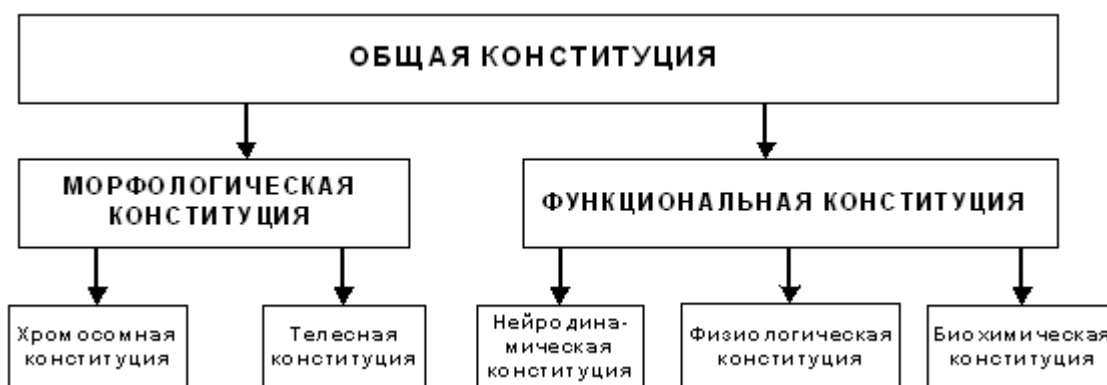 ОБЩАЯ КОНСТИТУЦИЯ
МОРФОЛОГИЧЕСКАЯ
КОНСТИТУЦИЯ
ФУНКЦИОНАЛЬНАЯ КОНСТИТУЦИЯ
Хромосомная
конституция
Телесная
конституция
Нейродина-
мическая
конституция
Физиологическая
конституция
Биохимическая
конституция